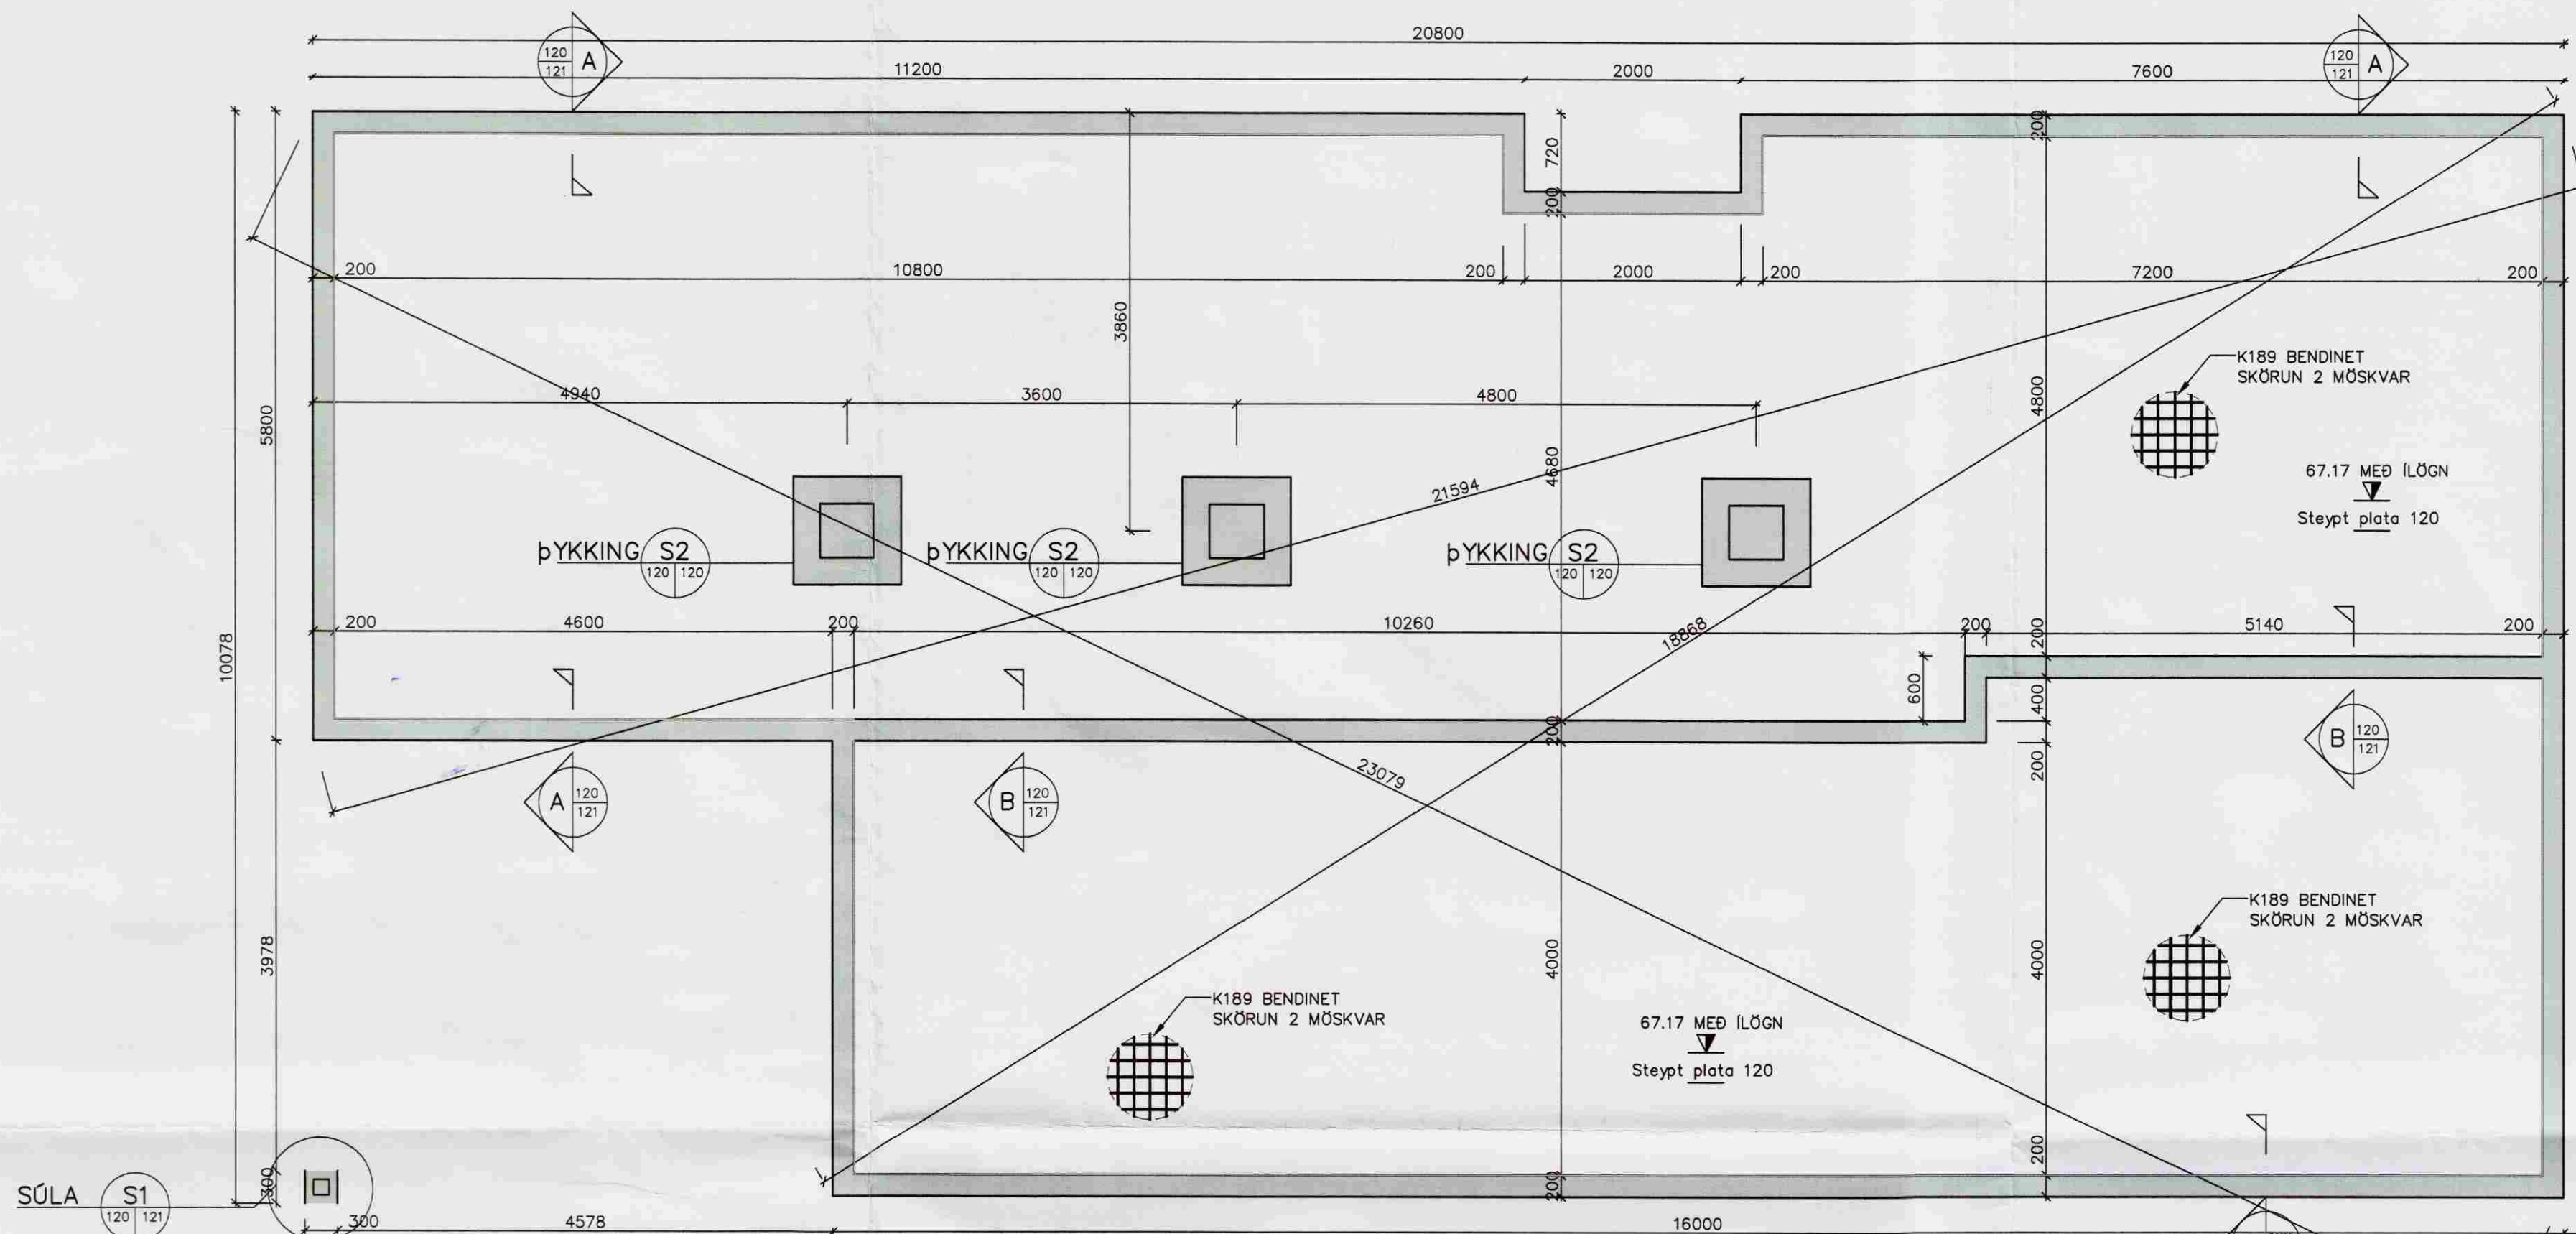 20800
120
121
A
11200
2000
7600
120
121
A
200
720
200
200
10800
200
2000
200
7200
200
3860
K189 BENDINET
SKÖRUN 2 MÖSKVAR
4940
3600
4800
4800
5800
4680
67.17 MEÐ ÍLÖGN
Steypt plata 120
21594
ÞYKKING
S2
120
120
ÞYKKING
S2
120
120
ÞYKKING
S2
120
120
200
4600
200
10260
18868
200
200
5140
200
10078
600
400
200
200
B
120
121
A
120
121
B
120
121
23079
K189 BENDINET
SKÖRUN 2 MÖSKVAR
3978
4000
4000
K189 BENDINET
SKÖRUN 2 MÖSKVAR
67.17 MEÐ ÍLÖGN
Steypt plata 120
200
200
SÚLA
S1
120
121
300
300
4578
16000